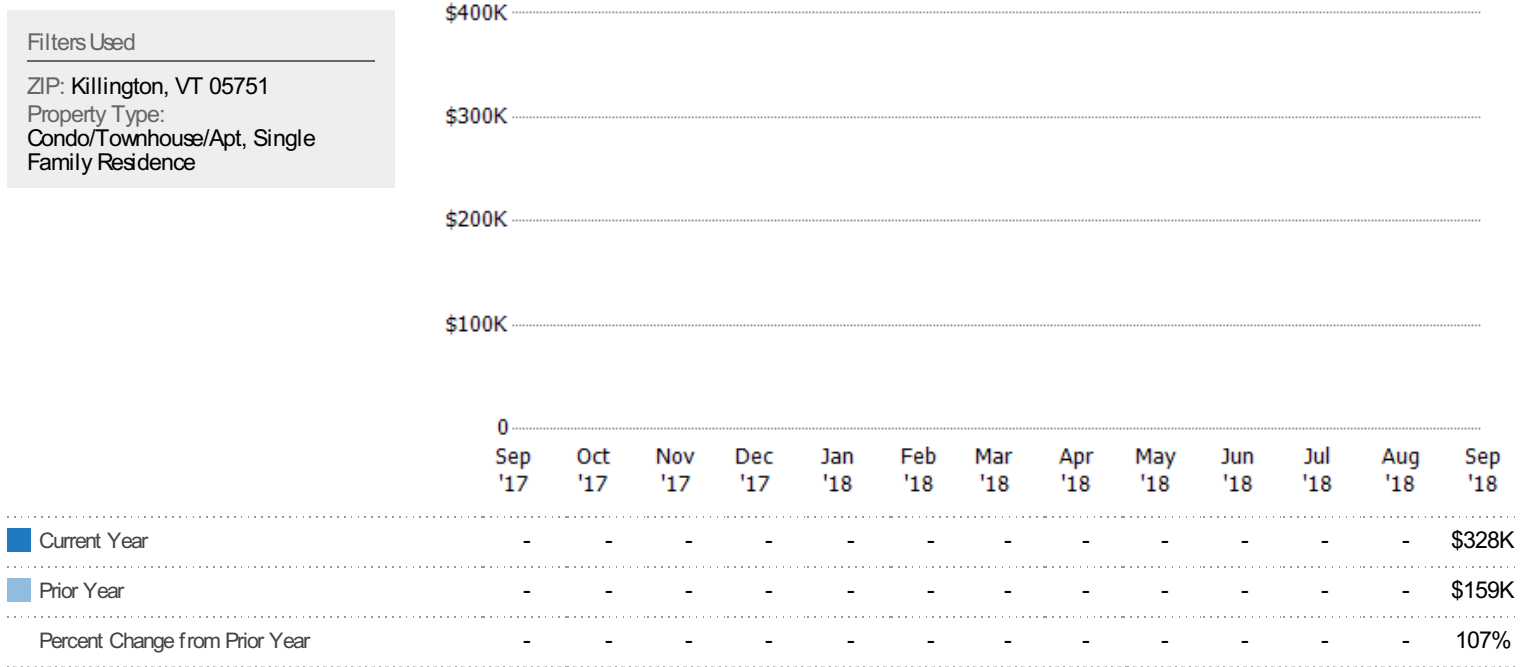 Filters Used
ZIP: Killington, VT 05751
Property Type:
Condo/Townhouse/Apt, Single
Family Residence
$400K
$300K
$200K
$100K
0
Sep Oct Nov Dec Jan Feb Mar Apr May Jun Jul Aug Sep
'17 '17 '17 '17 '18 '18 '18 '18 '18 '18 '18 '18 '18
Current Year - - - - - - - - - - - - $328K
Prior Year - - - - - - - - - - - - $159K
Percent Change from Prior Year - - - - - - - - - - - - 107%